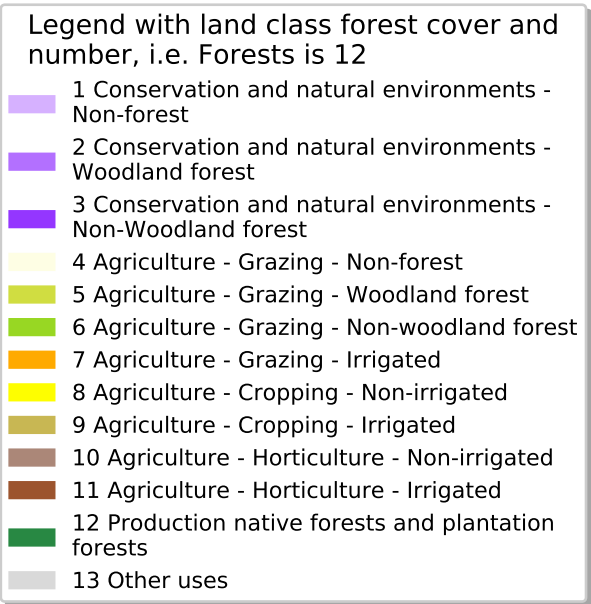 Legend with land class forest cover and
number, i.e. Forests is 12
1 Conservation and natural environments -
Non-forest
2 Conservation and natural environments -
Woodland forest
3 Conservation and natural environments -
Non-Woodland forest
4 Agriculture - Grazing - Non-forest
5 Agriculture - Grazing - Woodland forest
6 Agriculture - Grazing - Non-woodland forest
7 Agriculture - Grazing - Irrigated
8 Agriculture - Cropping - Non-irrigated
9 Agriculture - Cropping - Irrigated
10 Agriculture - Horticulture - Non-irrigated
11 Agriculture - Horticulture - Irrigated
12 Production native forests and plantation
forests
13 Other uses